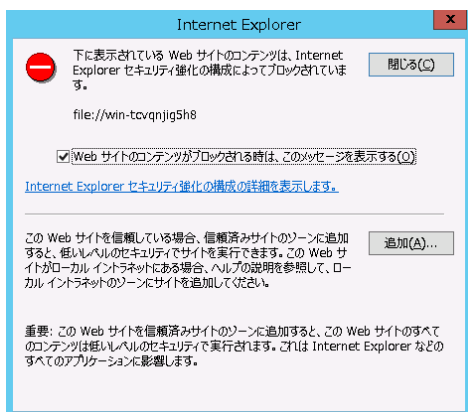 Internet Explorer
x
下に表示されている Web サイトのコンテンツは、Internet
Explorer セキュリティ強化の構成によってブロックされていま
す。
閉じる(C)
file://win-tcvqnjig5h8
Web サイトのコンテンツがブロックされる時は、このメッセージを表示する(O)
Internet Explorer セキュリティ強化の構成の詳細を表示します。
この Web サイトを信頼している場合、信頼済みサイトのゾーンに追加
すると、低いレベルのセキュリティでサイトを実行できます。この Web サ
イトがローカル イントラネットにある場合、ヘルプの説明を参照して、ロー
カル イントラネットのゾーンにサイトを追加してください。
追加(A)...
重要: この Web サイトを信頼済みサイトのゾーンに追加すると、この Web サイトのすべて
のコンテンツは低いレベルのセキュリティで実行されます。これは Internet Explorer などの
すべてのアプリケーションに影響します。